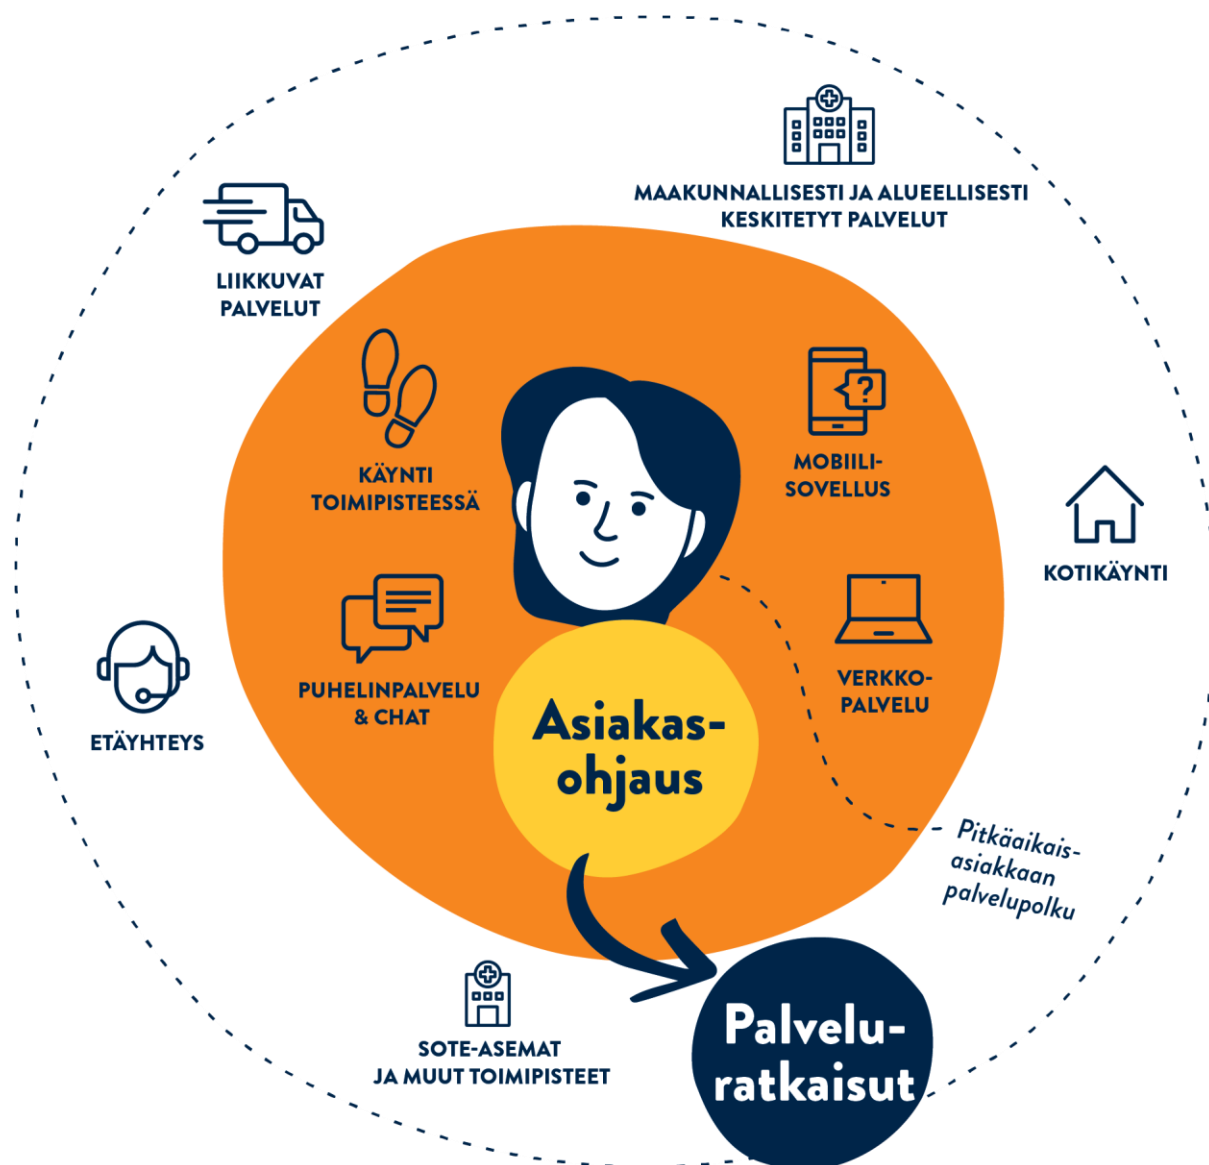 MAAKUNNALLISESTI JA ALUEELLISESTI
KESKITETYT PALVELUT
LIIKKUVAT
PALVELUT
KÄYNTI
TOIMIPISTEESSÄ
?
MOBIILI-
SOVELLUS
KOTIKÄYNTI
PUHELINPALVELU
& CHAT
VERKKO-
PALVELU
ETÄYHTEYS
Asiakas-
ohjaus
Pitkäaikais-
asiakkaan
palvelupolku
SOTE-ASEMAT
JA MUUT TOIMIPISTEET
Palvelu-
ratkaisut